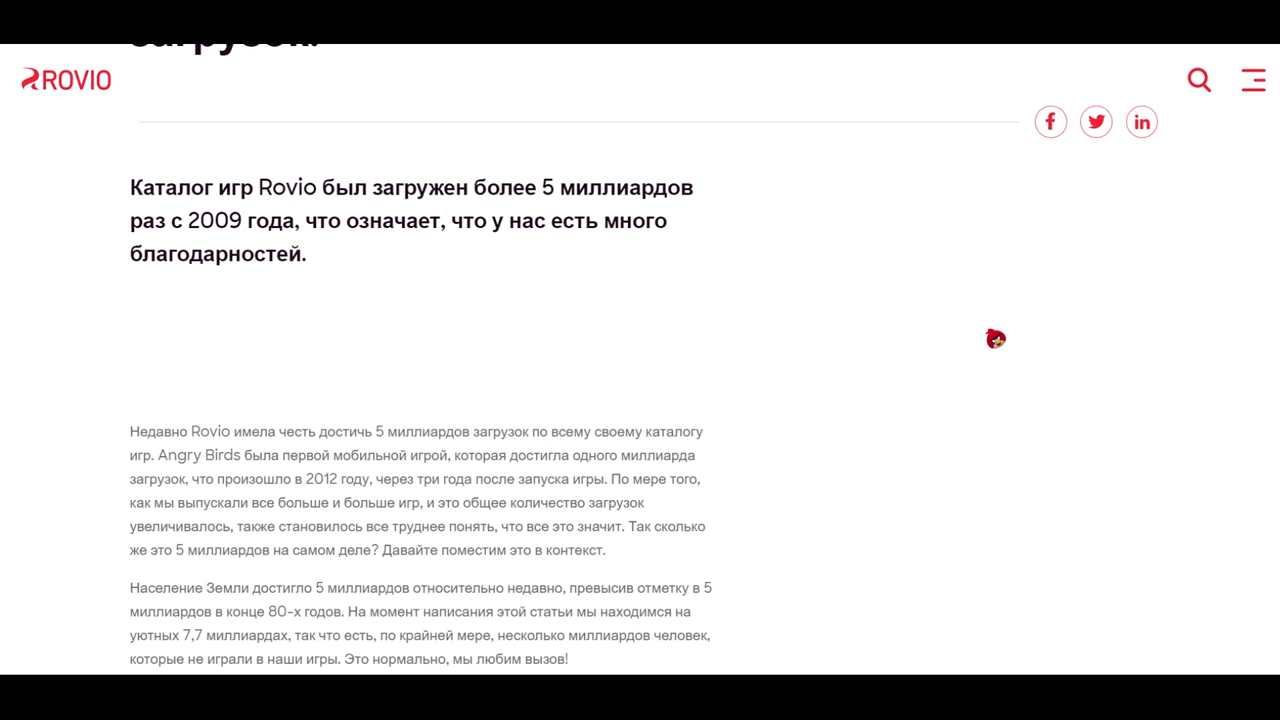 загрузок.
ROVIO
Каталог игр Rovio был загружен более 5 миллиардов
раз с 2009 года, что означает, что у нас есть много
благодарностей.
Недавно Rovio имела честь достичь 5 миллиардов загрузок по всему своему каталогу
игр. Angry Birds была первой мобильной игрой, которая достигла одного миллиарда
загрузок, что произошло в 2012 году, через три года после запуска игры. По мере того,
как мы выпускали все больше и больше игр, и это общее количество загрузок
увеличивалось, также становилось все труднее понять, что все это значит. Так сколько
же это 5 миллиардов на самом деле? Давайте поместим это в контекст.
Население Земли достигло 5 миллиардов относительно недавно, превысив отметку в 5
миллиардов в конце 80-х годов. На момент написания этой статьи мы находимся на
уютных 7,7 миллиардах, так что есть, по крайней мере, несколько миллиардов человек,
которые не играли в наши игры. Это нормально, мы любим вызов!